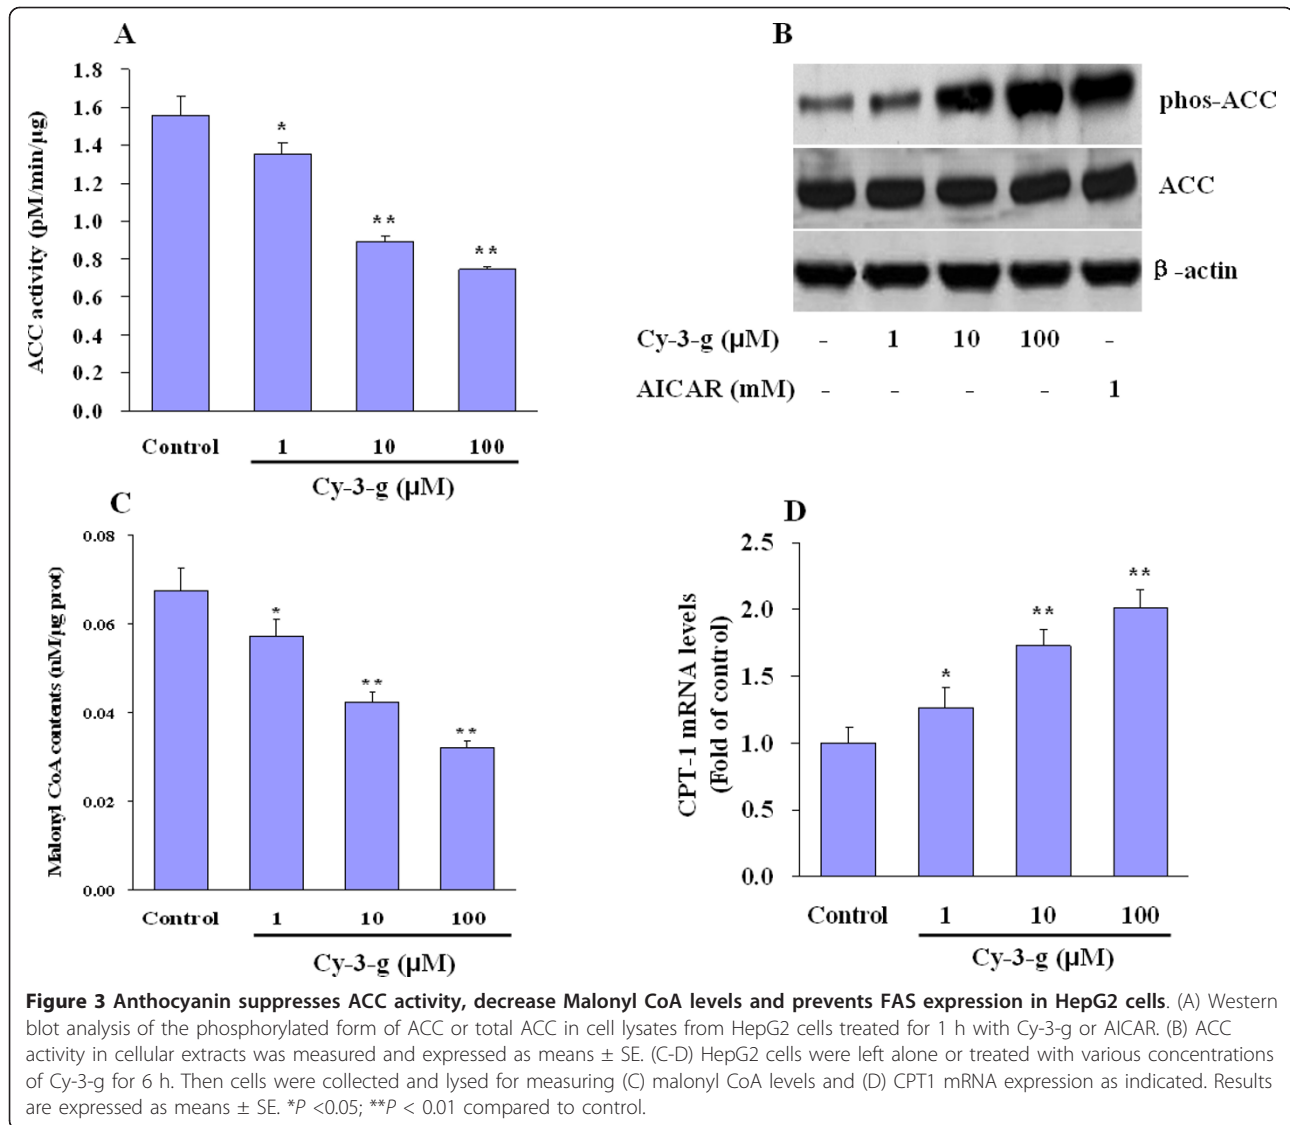 A
ACC activity (pM/min/µg)
1.8
1.6
1.4
1.2
1.0
0.8
0.6
0.4
0.2
0.0
*
**
**
Control 1 10 100
Cy-3-g (µM)
B
phos-ACC
ACC
β-actin
Cy-3-g (µM) - 1 10 100 -
AICAR (mM) - - - - 1
C
Malonyl CoA contents (nM/µg prot)
0.08
0.06
0.04
0.02
0.00
*
**
**
Control 1 10 100
Cy-3-g (µM)
D
CPT-1 mRNA levels
(Fold of control)
2.5
2.0
1.5
1.0
0.5
0.0
*
**
**
Control 1 10 100
Cy-3-g (µM)
Figure 3 Anthocyanin suppresses ACC activity, decrease Malonyl CoA levels and prevents FAS expression in HepG2 cells. (A) Western
blot analysis of the phosphorylated form of ACC or total ACC in cell lysates from HepG2 cells treated for 1 h with Cy-3-g or AICAR. (B) ACC
activity in cellular extracts was measured and expressed as means ± SE. (C-D) HepG2 cells were left alone or treated with various concentrations
of Cy-3-g for 6 h. Then cells were collected and lysed for measuring (C) malonyl CoA levels and (D) CPT1 mRNA expression as indicated. Results
are expressed as means ± SE. *P <0.05; **P < 0.01 compared to control.